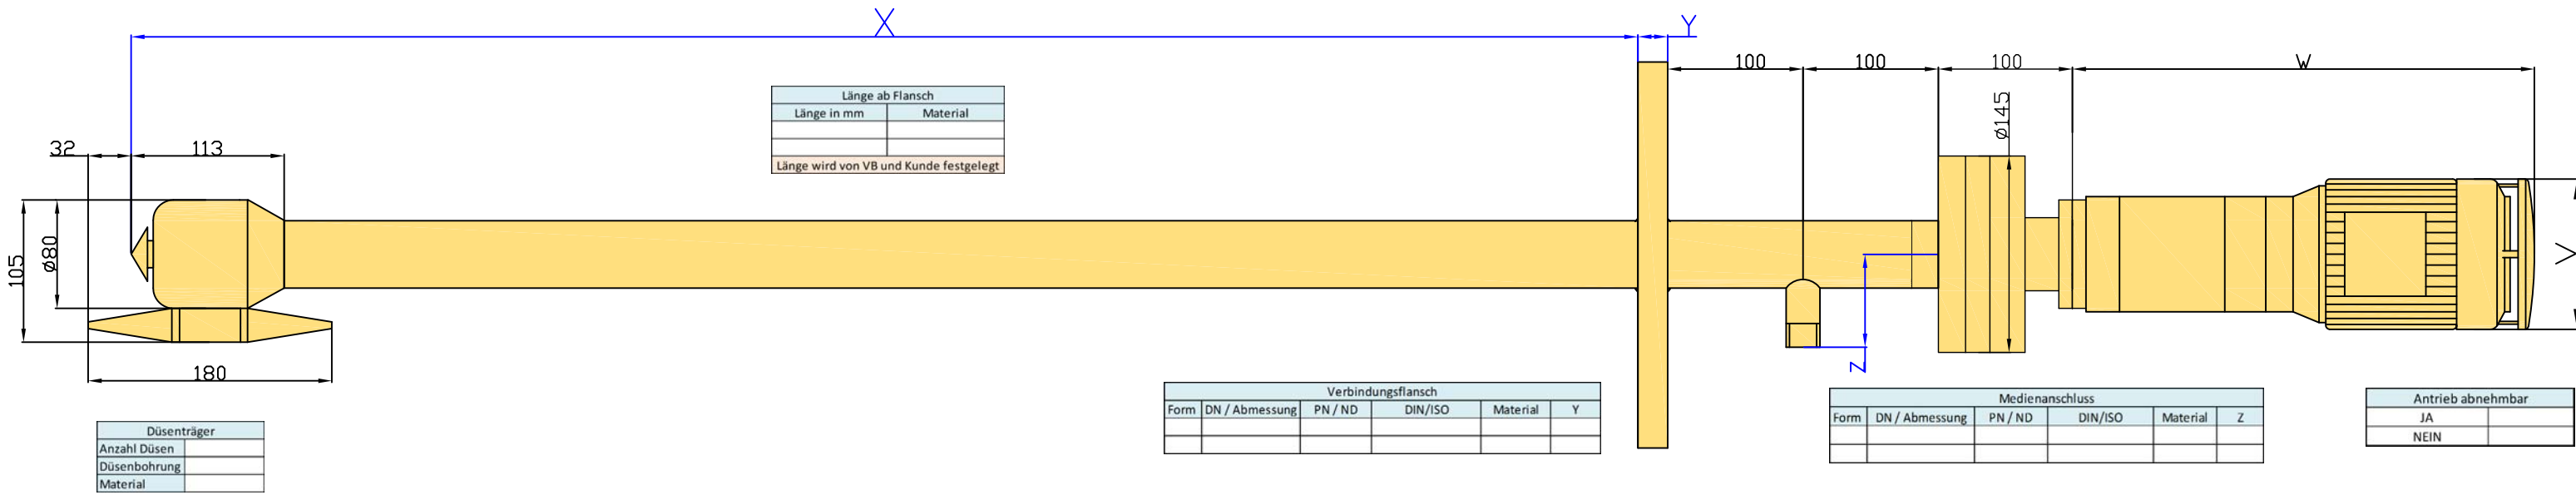 X
Y
100
100
100
W
Länge ab Flansch
Länge in mm Material
Länge wird von VB und Kunde festgelegt
ø145
32
113
105
ø80
V
180
Z
Verbindungsflansch
Form DN / Abmessung PN / ND DIN/ISO Material Y
Medienanschluss
Form DN / Abmessung PN / ND DIN/ISO Material Z
Antrieb abnehmbar
JA
NEIN
Düsenträger
Anzahl Düsen
Düsenbohrung
Material